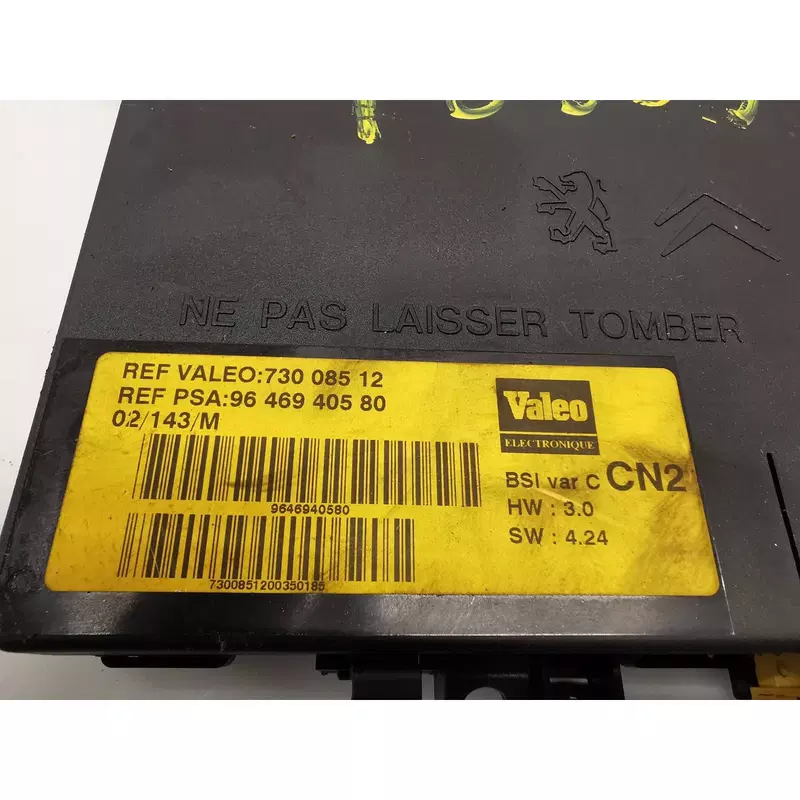 NE PAS LAISSER TOMBER
REF VALEO:730 085 12
REF PSA:96 469 405 80
02/143/M
Valeo
ELECTRONIQUE
9646940580
BSI var C CN2
HW : 3.0
SW : 4.24
7300851200350185